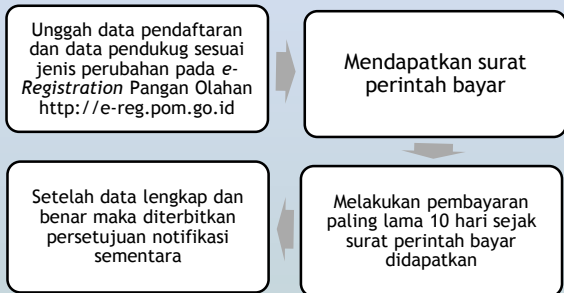 Unggah data pendaftaran
dan data pendukug sesuai
jenis perubahan pada e-
Registration Pangan Olahan
http://e-reg.pom.go.id
Mendapatkan surat
perintah bayar
Melakukan pembayaran
paling lama 10 hari sejak
surat perintah bayar
didapatkan
Setelah data lengkap dan
benar maka diterbitkan
persetujuan notifikasi
sementara